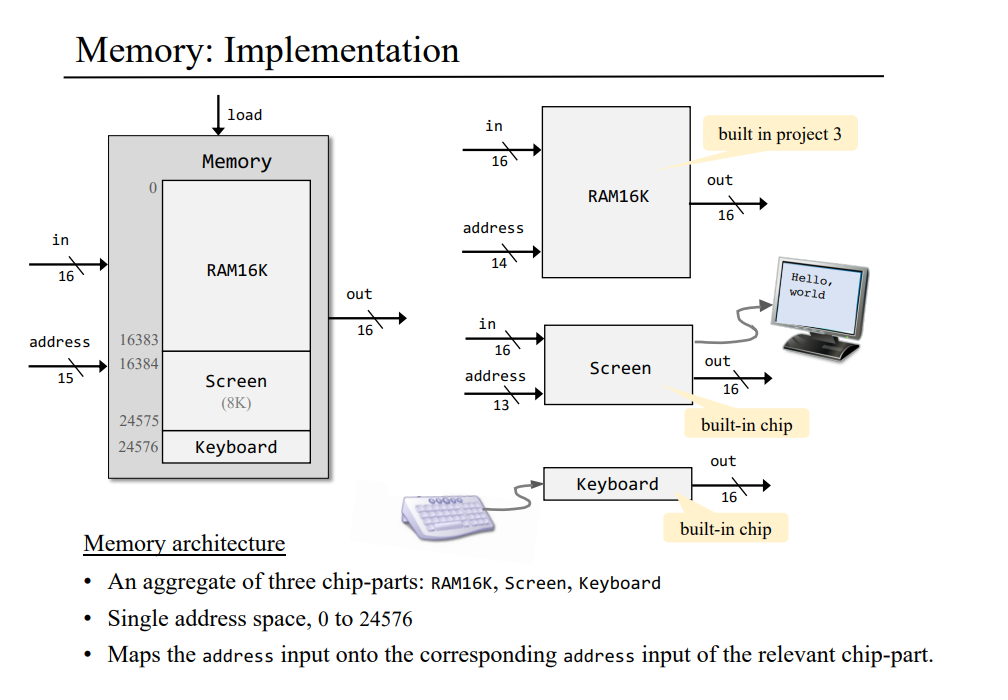 Memory: Implementation
load
Memory
0
in
16
RAM16K
out
16
address
15
16383
16384
Screen
(8K)
24575
24576
Keyboard
in
16
built in project 3
RAM16K
out
16
address
14
Hello,
world
in
16
Screen
out
16
address
13
built-in chip
Keyboard
out
16
built-in chip
Memory architecture
• An aggregate of three chip-parts: RAM16K, Screen, Keyboard
• Single address space, 0 to 24576
• Maps the address input onto the corresponding address input of the relevant chip-part.